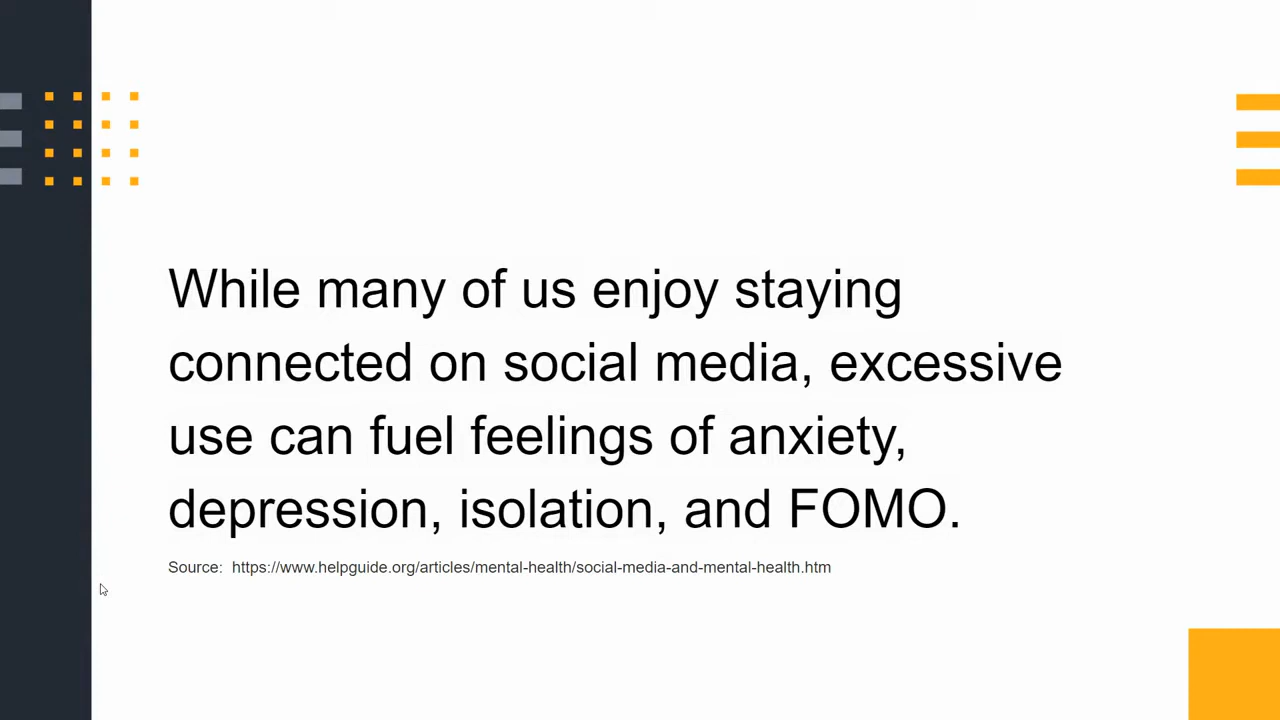 While many of us enjoy staying
connected on social media, excessive
use can fuel feelings of anxiety,
depression, isolation, and FOMO.
Source: https://www.helpguide.org/articles/mental-health/social-media-and-mental-health.htm